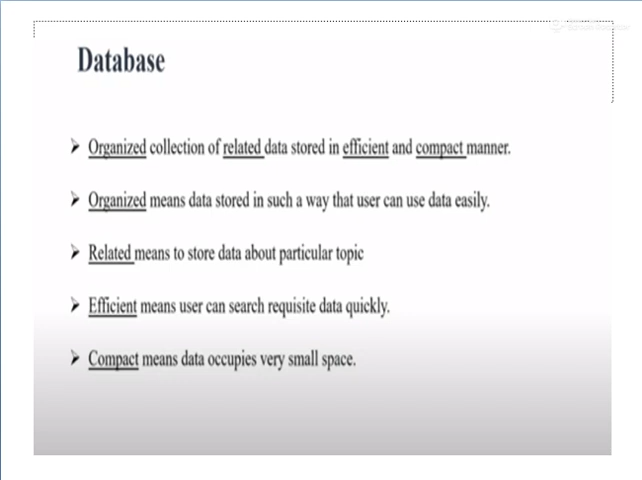 Database
➢ Organized collection of related data stored in efficient and compact manner.
➢ Organized means data stored in such a way that user can use data easily.
➢ Related means to store data about particular topic
➢ Efficient means user can search requisite data quickly.
➢ Compact means data occupies very small space.